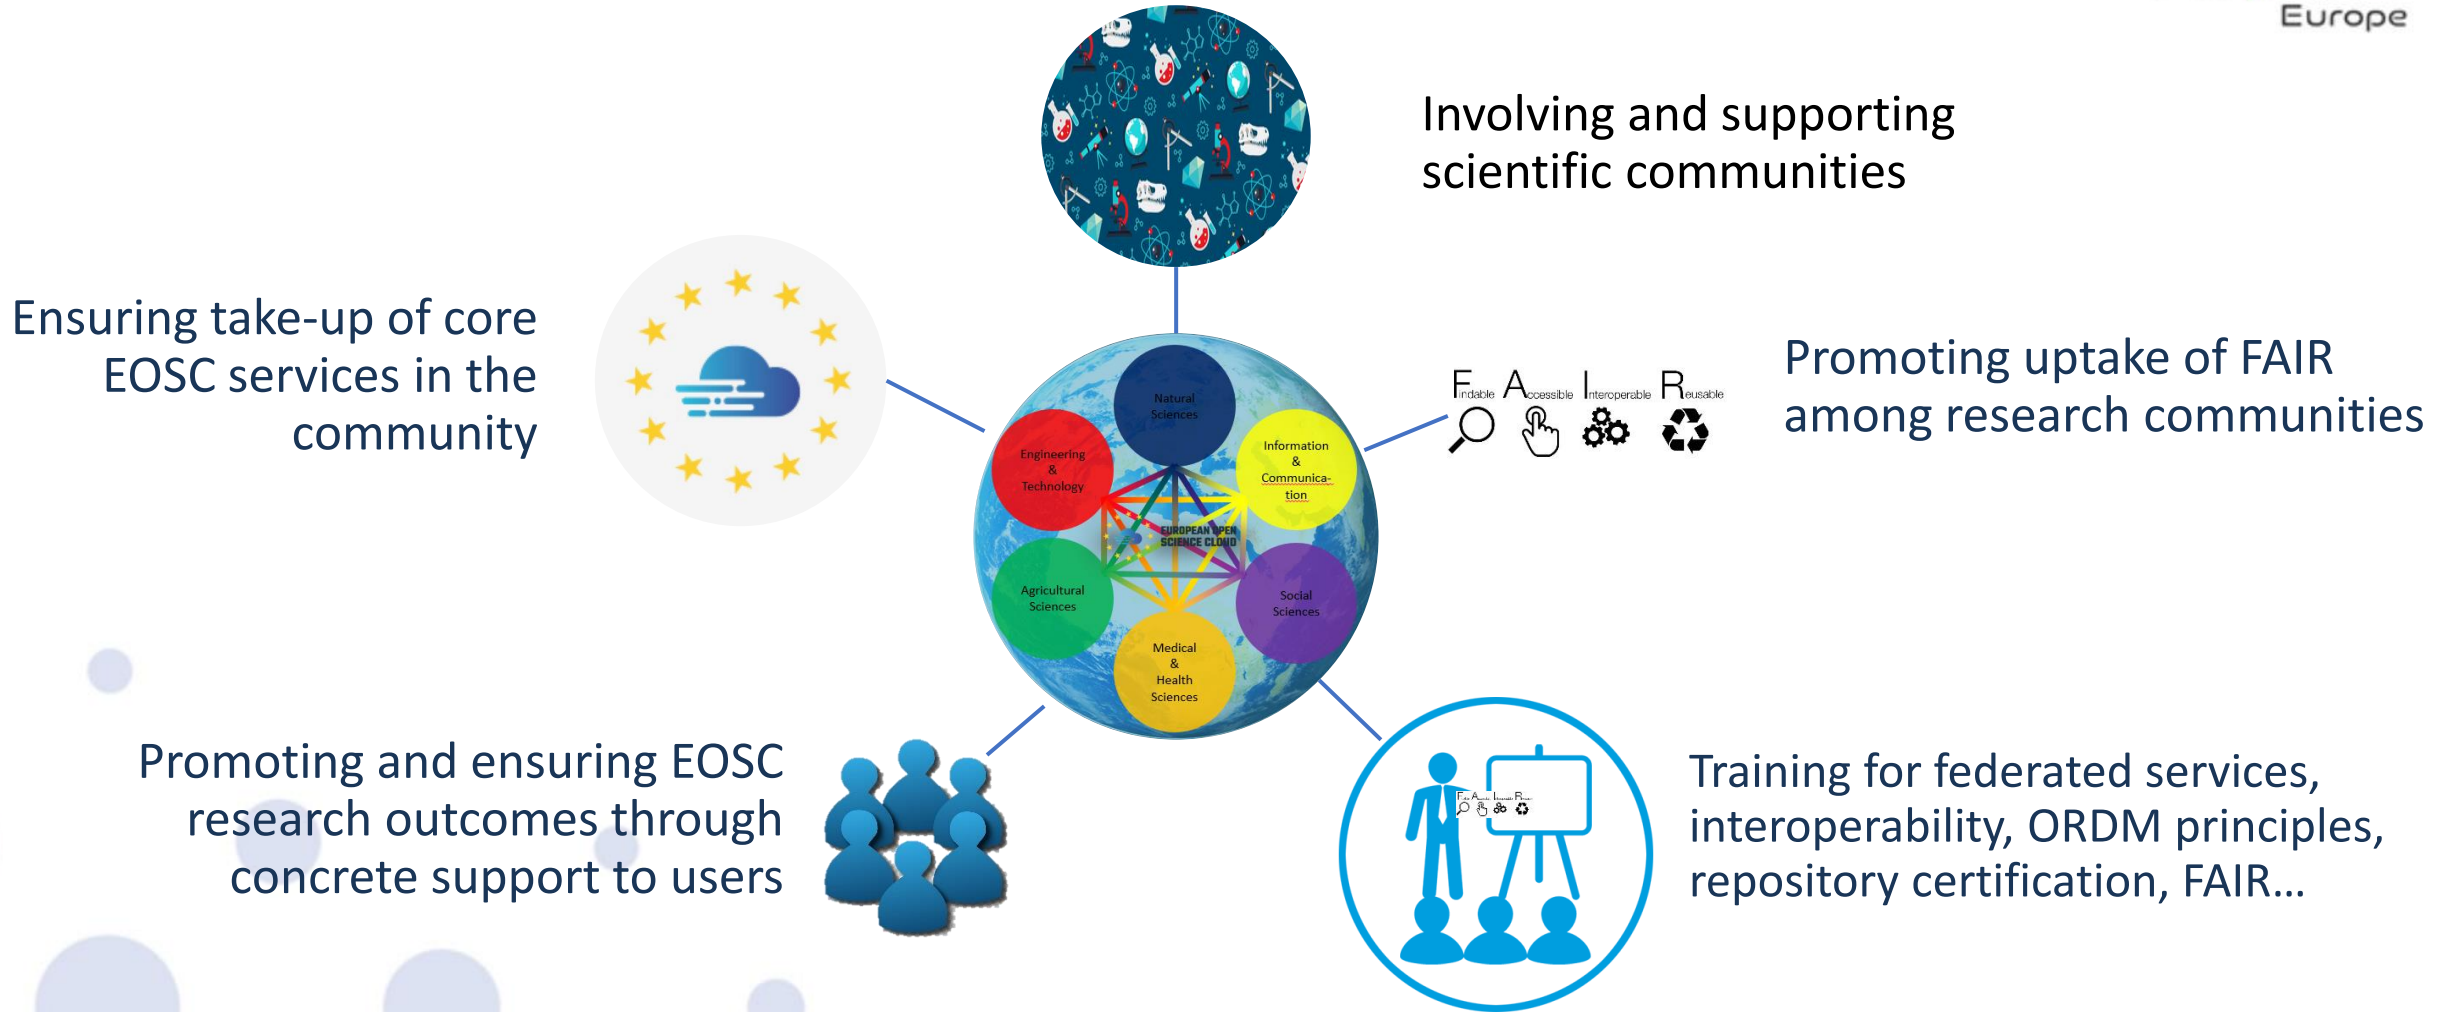 Europe
Involving and supporting
scientific communities
Ensuring take-up of core
EOSC services in the
community
Findable Accessible Interoperable Reusable
Promoting uptake of FAIR
among research communities
Natural
Sciences
Engineering
&
Technology
Information
&
Communica-
tion
EUROPEAN OPEN
SCIENCE CLOUD
Agricultural
Sciences
Social
Sciences
Medical
&
Health
Sciences
Promoting and ensuring EOSC
research outcomes through
concrete support to users
Training for federated services,
interoperability, ORDM principles,
repository certification, FAIR...